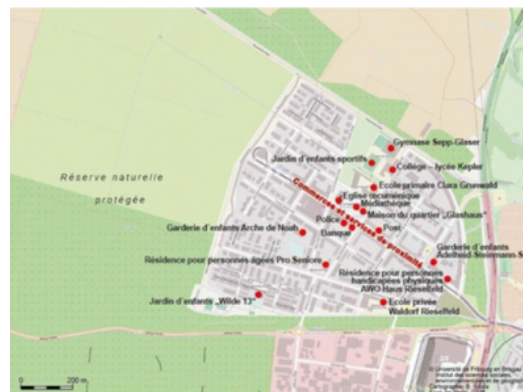 Gymnase Sepp-Glaser
Jardin d'enfants sportifs
Collège - lycée Kepler
Réserve naturelle
protégée
Ecole primaire Clara Grunwald
Commerces et services de proximité
Eglise œcuménique
Médiathèque
Maison du quartier „Glashaus"
Police
Banque
Post
Garderie d'enfants Arche de Noah
Garderie d'enfants
Adelheid-Steinmann S
Résidence pour personnes âgées Pro Seniore
Résidence pour personnes
handicapées physiques
AWO Haus Rieselfeld
Jardin d'enfants „Wilde 13"
Ecole privée
Waldorf Rieselfeld
0
200 m